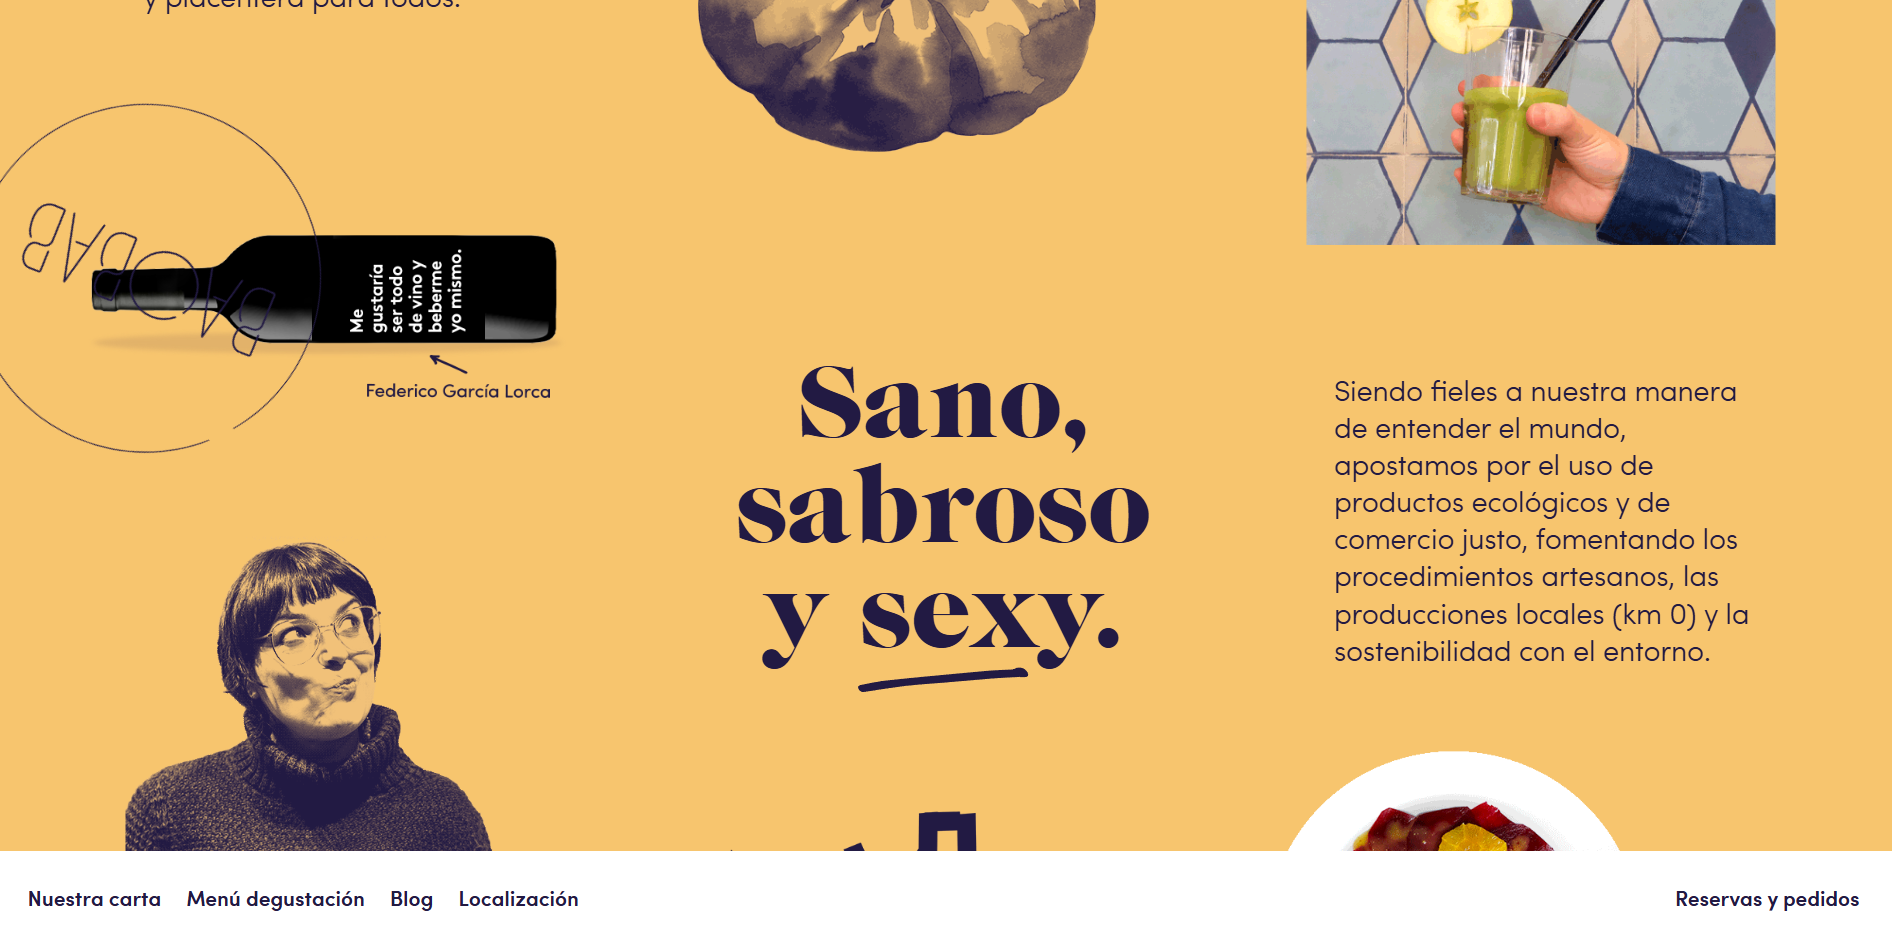 y placentera para todos.
BAOBAB
Me
gustaría
ser todo
de vino y
beberme
yo mismo.
Federico García Lorca
Sano,
sabroso
y sexy.
Siendo fieles a nuestra manera
de entender el mundo,
apostamos por el uso de
productos ecológicos y de
comercio justo, fomentando los
procedimientos artesanos, las
producciones locales (km 0) y la
sostenibilidad con el entorno.
Nuestra carta
Menú degustación
Blog
Localización
Reservas y pedidos